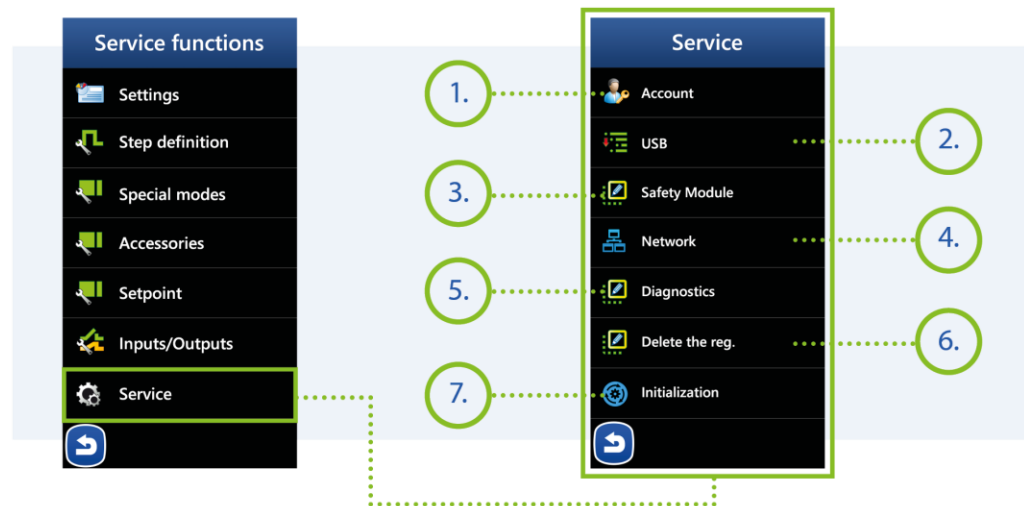 Service functions
Settings
Step definition
Special modes
Accessories
Setpoint
Inputs/Outputs
Service
Service
1.
Account
USB
2.
3.
Safety Module
Network
4.
5.
Diagnostics
Delete the reg.
6.
7.
Initialization